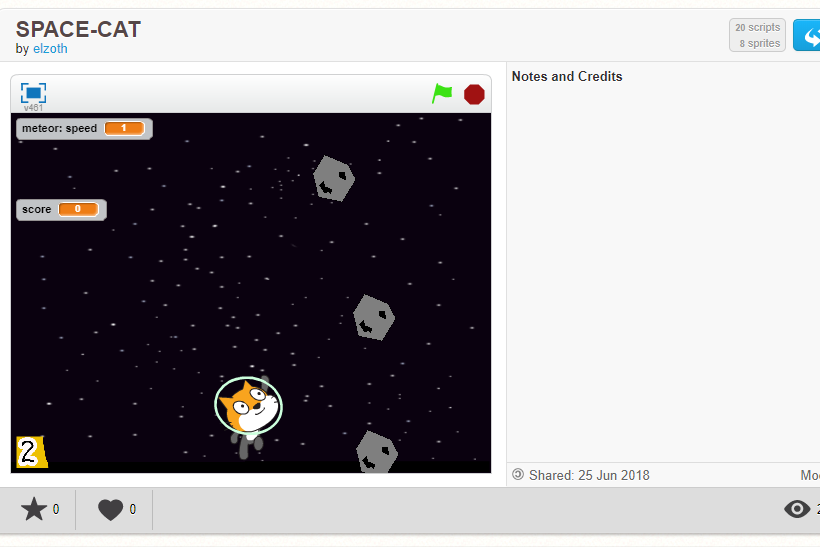 SPACE-CAT
by elzoth
20 scripts
8 sprites
v461
Notes and Credits
meteor: speed 1
score 0
2
Shared: 25 Jun 2018
0
0
2